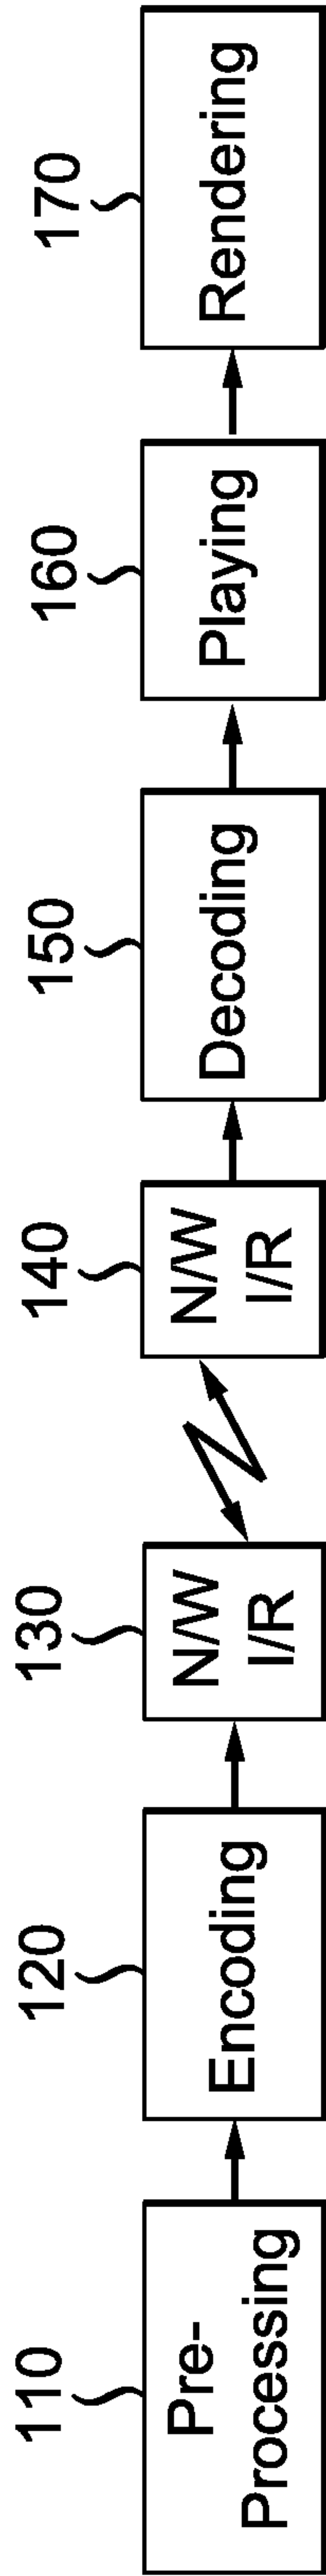 110
Pre-
Processing
120
Encoding
130
N/W
I/R
140
N/W
I/R
150
Decoding
160
Playing
170
Rendering